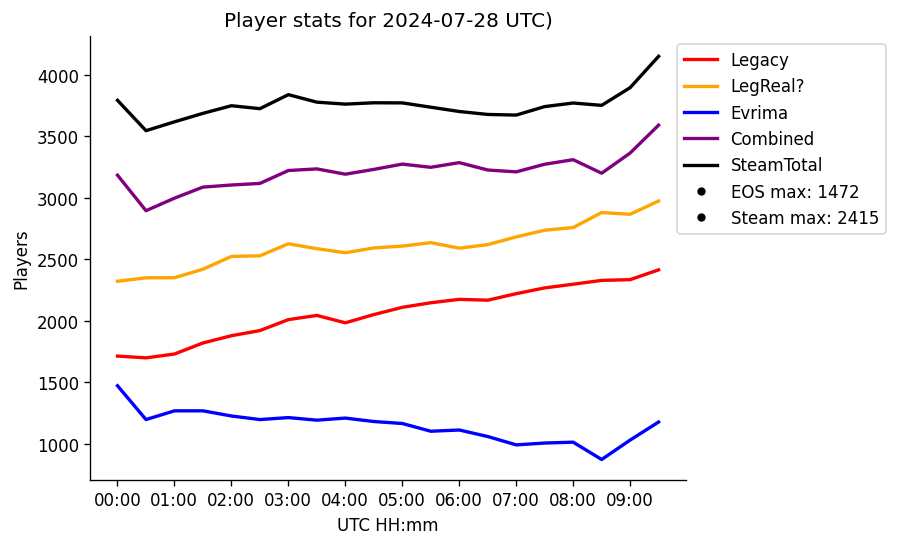 Player stats for 2024-07-28 UTC)
Players
4000
3500
3000
2500
2000
1500
1000
00:00 01:00 02:00 03:00 04:00 05:00 06:00 07:00 08:00 09:00
UTC HH:mm
Legacy
LegReal?
Evrima
Combined
SteamTotal
EOS max: 1472
Steam max: 2415